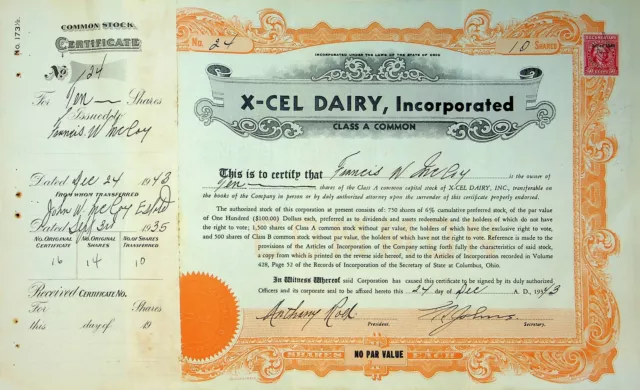 No. 173½
COMMON STOCK
CERTIFICATE
No 124
For Ten Shares
Issued to
Francis W McCoy
Dated Dec 24 1943
FROM WHOM TRANSFERRED
John W. McCoy Estate
Dated Sep 3rd 1935
NO. ORIGINAL CERTIFICATE
NO. ORIGINAL SHARES
NO. OF SHARES TRANSFERRED
16 14 10
Received CERTIFICATE NO.
For Shares
this day of 19
No. 24
10 SHARES
INCORPORATED UNDER THE LAWS OF THE STATE OF OHIO
DOCUMENTARY
X-CEL DAIRY, Incorporated
CLASS A COMMON
This is to certify that Francis W McCoy is the owner of
Ten shares of the Class A common capital stock of X-CEL DAIRY, INC., transferable on
the books of the Company in person or by duly authorized attorney upon the surrender of this certificate properly endorsed.
The authorized stock of this corporation at present consists of: 750 shares of 6% cumulative preferred stock, of the par value
of One Hundred ($100.00) Dollars each, preferred as to dividends and assets redeemable and the holders of which do not have
the right to vote; 1,500 shares of Class A common stock without par value, the holders of which have the exclusive right to vote,
and 500 shares of Class B common stock without par value, the holders of which have not the right to vote. Reference is made to the
provisions of the Articles of Incorporation of the Company setting forth fully the characteristics of said stock,
a copy from which is printed on the reverse side hereof, and to the Articles of Incorporation recorded in Volume
428, Page 52 of the Records of Incorporation of the Secretary of State at Columbus, Ohio.
In Witness Whereof said Corporation has caused this certificate to be signed by its duly authorized
Officers and its corporate seal to be affixed hereto this 24 day of Dec A. D., 1943
Anthony
President.
Secretary.
SHARES NO PAR VALUE EACH